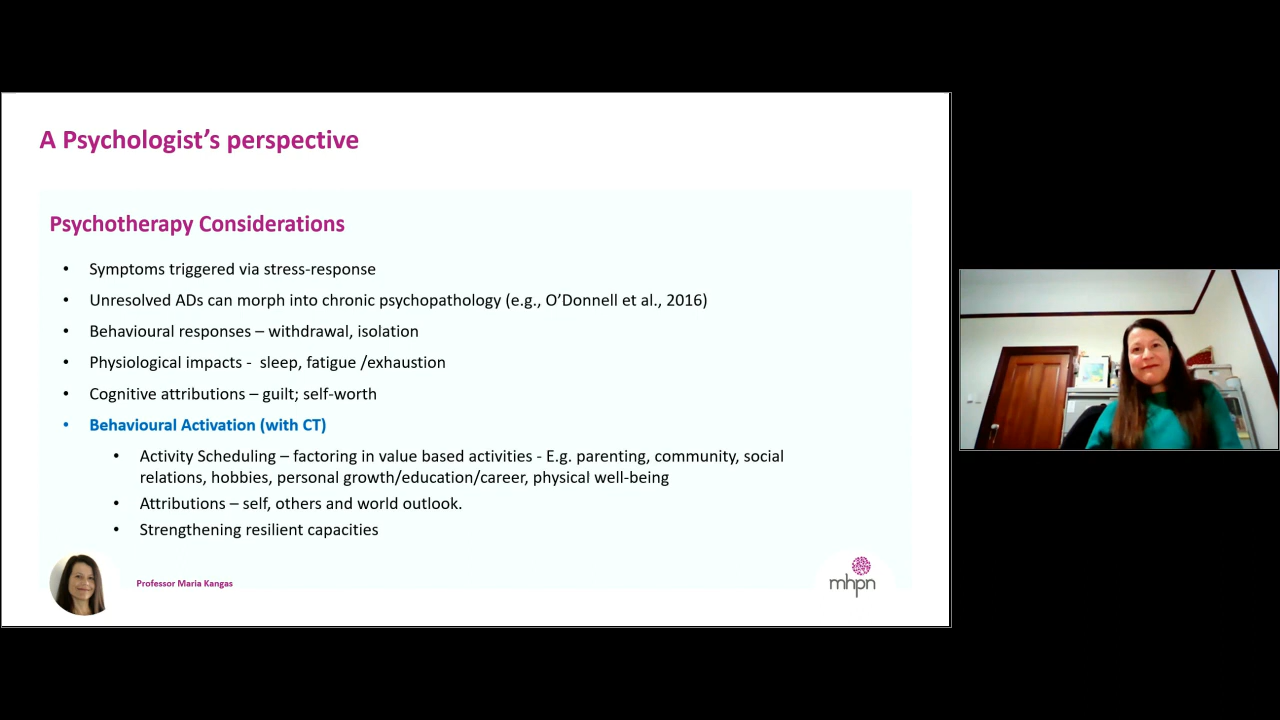 A Psychologist’s perspective
Psychotherapy Considerations
• Symptoms triggered via stress-response
• Unresolved ADs can morph into chronic psychopathology (e.g., O’Donnell et al., 2016)
• Behavioural responses – withdrawal, isolation
• Physiological impacts - sleep, fatigue /exhaustion
• Cognitive attributions – guilt; self-worth
• Behavioural Activation (with CT)
• Activity Scheduling – factoring in value based activities - E.g. parenting, community, social
relations, hobbies, personal growth/education/career, physical well-being
• Attributions – self, others and world outlook.
• Strengthening resilient capacities
Professor Maria Kangas
mhpn